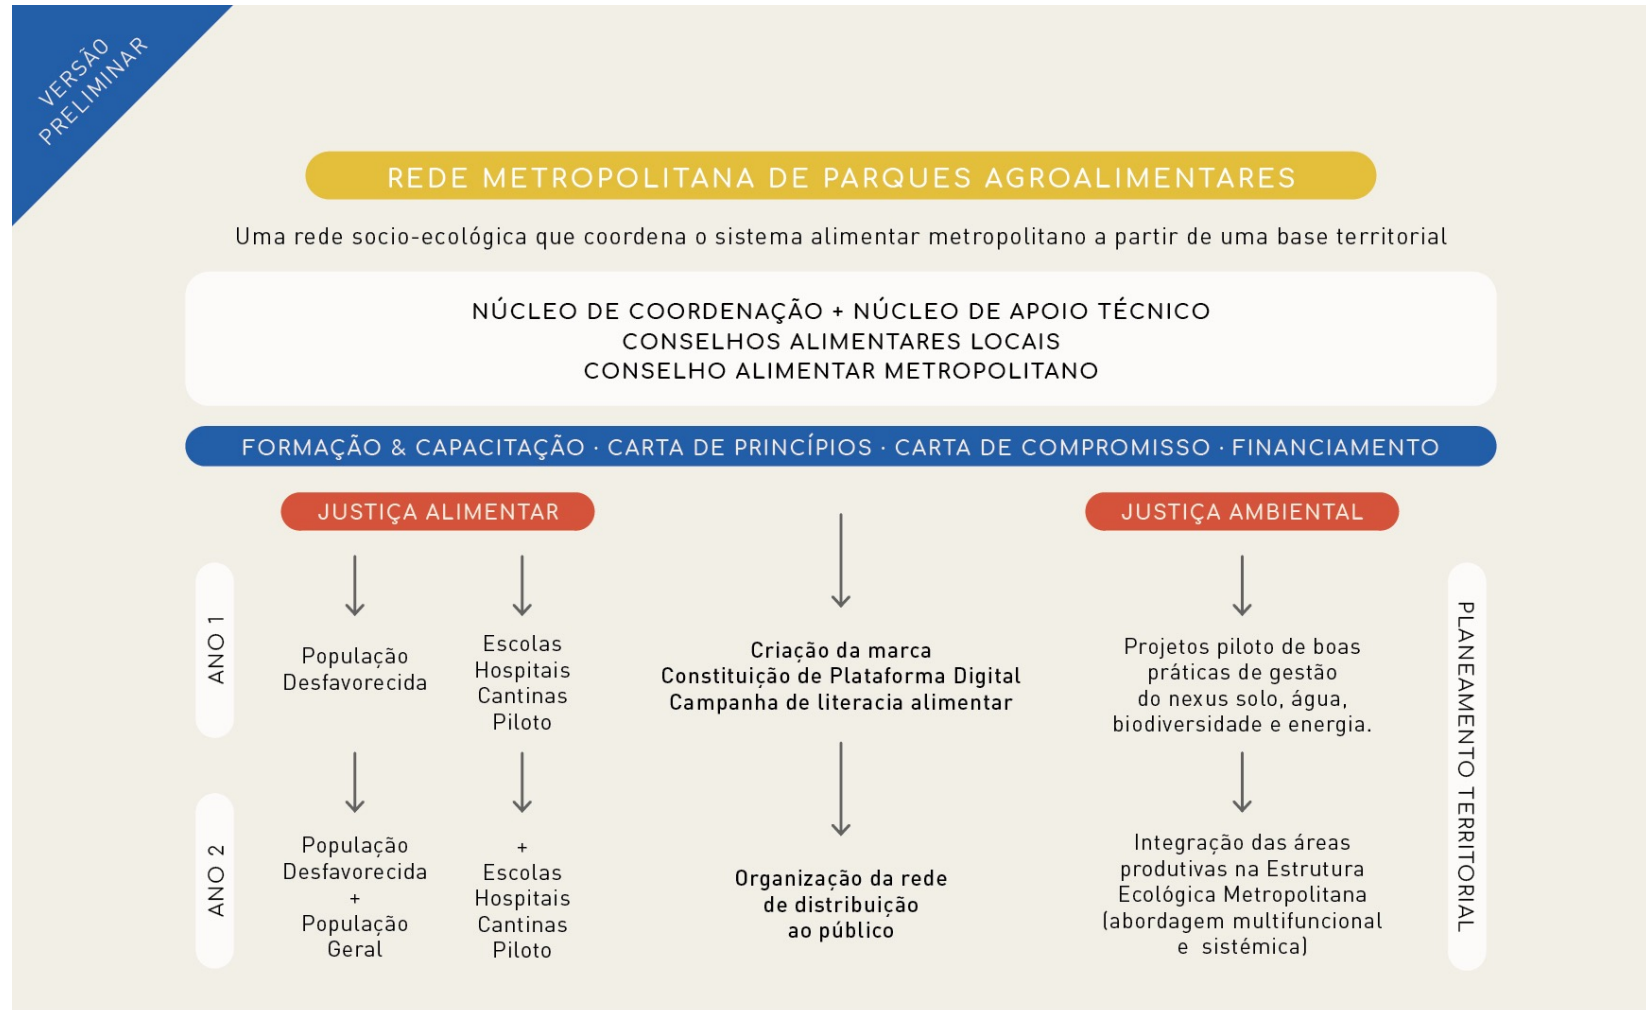 VERSÃO
PRELIMINAR
REDE METROPOLITANA DE PARQUES AGROALIMENTARES
Uma rede socio-ecológica que coordena o sistema alimentar metropolitano a partir de uma base territorial
NÚCLEO DE COORDENAÇÃO + NÚCLEO DE APOIO TÉCNICO
CONSELHOS ALIMENTARES LOCAIS
CONSELHO ALIMENTAR METROPOLITANO
FORMAÇÃO & CAPACITAÇÃO · CARTA DE PRINCÍPIOS · CARTA DE COMPROMISSO · FINANCIAMENTO
JUSTIÇA ALIMENTAR
JUSTIÇA AMBIENTAL
ANO 1
População
Desfavorecida
Escolas
Hospitais
Cantinas
Piloto
Criação da marca
Constituição de Plataforma Digital
Campanha de literacia alimentar
Projetos piloto de boas
práticas de gestão
do nexus solo, água,
biodiversidade e energia.
ANO 2
População
Desfavorecida
+
População
Geral
+
Escolas
Hospitais
Cantinas
Piloto
Organização da rede
de distribuição
ao público
Integração das áreas
produtivas na Estrutura
Ecológica Metropolitana
(abordagem multifuncional
e sistémica)
PLANEAMENTO TERRITORIAL